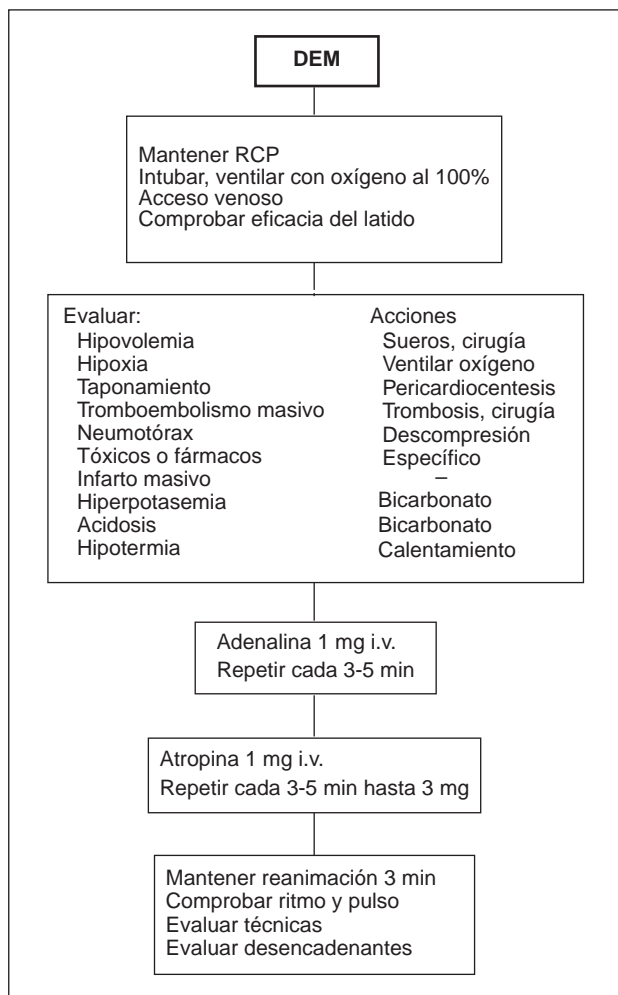 DEM
Mantener RCP
Intubar, ventilar con oxígeno al 100%
Acceso venoso
Comprobar eficacia del latido
Evaluar:
Hipovolemia
Hipoxia
Taponamiento
Tromboembolismo masivo
Neumotórax
Tóxicos o fármacos
Infarto masivo
Hiperpotasemia
Acidosis
Hipotermia
Acciones
Sueros, cirugía
Ventilar oxígeno
Pericardiocentesis
Trombosis, cirugía
Descompresión
Específico
–
Bicarbonato
Bicarbonato
Calentamiento
Adenalina 1 mg i.v.
Repetir cada 3-5 min
Atropina 1 mg i.v.
Repetir cada 3-5 min hasta 3 mg
Mantener reanimación 3 min
Comprobar ritmo y pulso
Evaluar técnicas
Evaluar desencadenantes